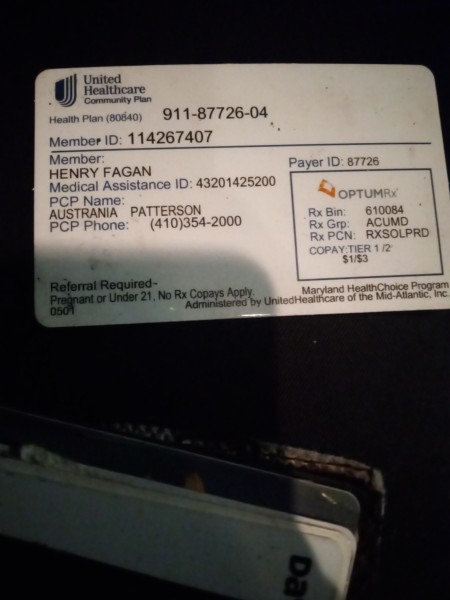 United
Healthcare
Community Plan
Health Plan (80840) 911-87726-04
Member ID: 114267407
Member:
HENRY FAGAN
Medical Assistance ID: 43201425200
PCP Name:
AUSTRANIA PATTERSON
PCP Phone: (410)354-2000
Payer ID: 87726
OPTUMRx
Rx Bin: 610084
Rx Grp: ACUMD
Rx PCN: RXSOLPRD
COPAY:TIER 1 /2
$1/$3
Referral Required-
Pregnant or Under 21, No Rx Copays Apply.
0501
Maryland HealthChoice Program
Administered by UnitedHealthcare of the Mid-Atlantic, Inc.